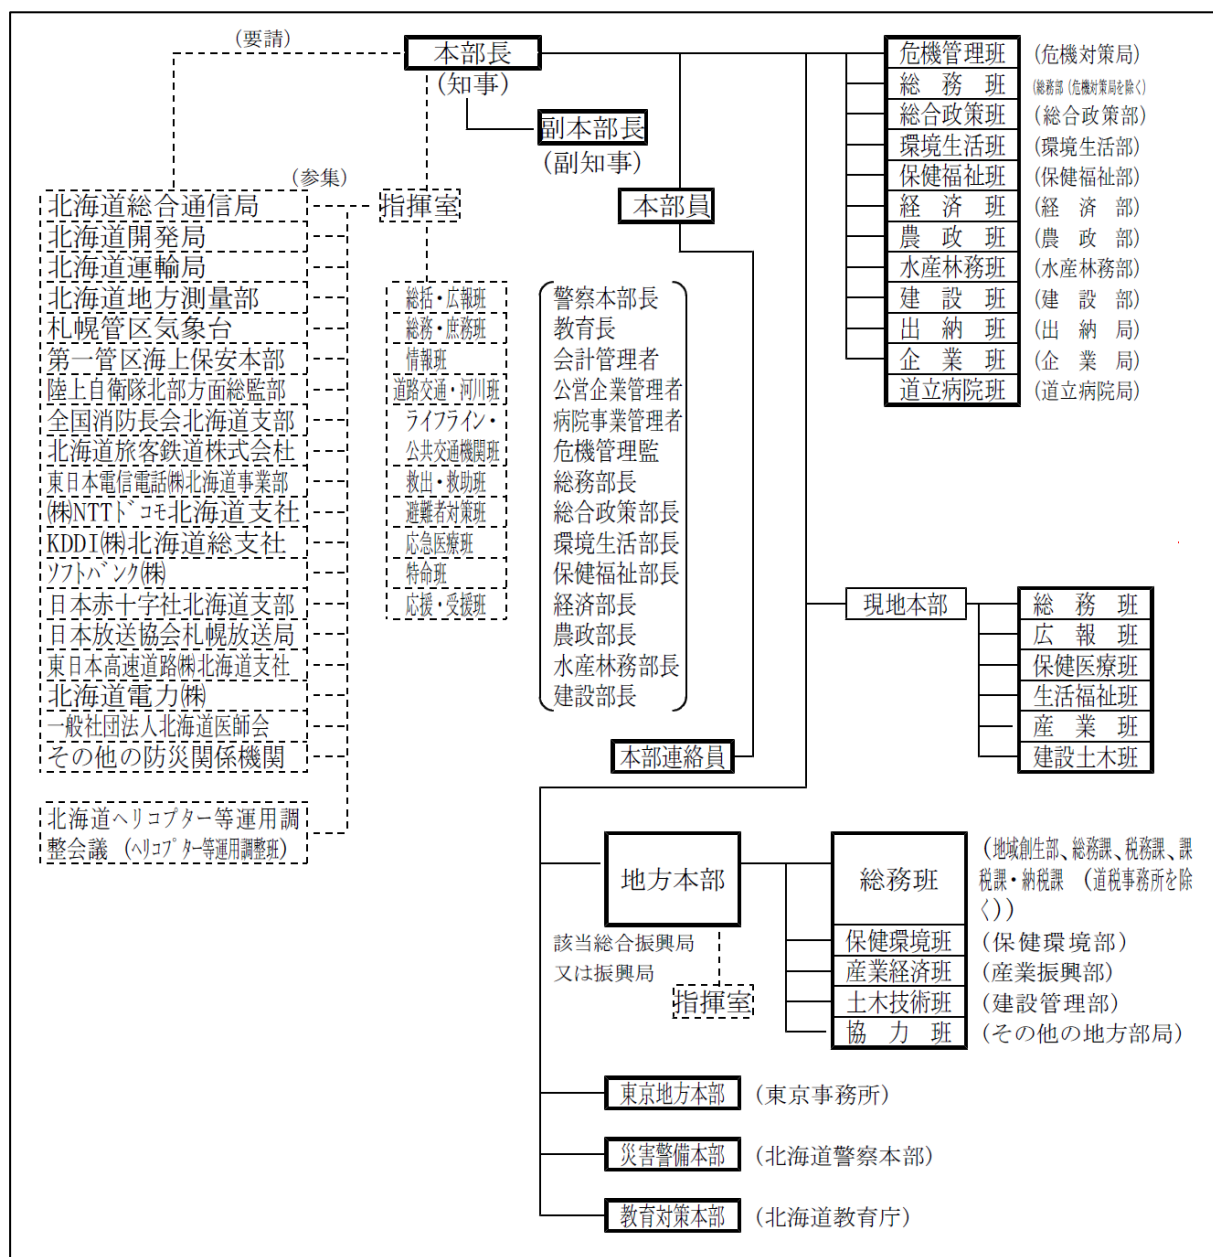 (要請)
本部長
(知事)
副本部長
(副知事)
危機管理班 (危機対策局)
総務班 (総務部(危機対策局を除く)
総合政策班 (総合政策部)
環境生活班 (環境生活部)
保健福祉班 (保健福祉部)
経済班 (経済部)
農政班 (農政部)
水産林務班 (水産林務部)
建設班 (建設部)
出納班 (出納局)
企業班 (企業局)
道立病院班 (道立病院局)
(参集)
指揮室
本部員
北海道総合通信局
北海道開発局
北海道運輸局
北海道地方測量部
札幌管区気象台
第一管区海上保安本部
陸上自衛隊北部方面総監部
全国消防長会北海道支部
北海道旅客鉄道株式会社
東日本電信電話㈱北海道事業部
㈱NTTドコモ北海道支社
KDDI㈱北海道総支社
ソフトバンク㈱
日本赤十字社北海道支部
日本放送協会札幌放送局
東日本高速道路㈱北海道支社
北海道電力㈱
一般社団法人北海道医師会
その他の防災関係機関
北海道ヘリコプター等運用調
整会議 (ヘリコプター等運用調整班)
総括・広報班
総務・庶務班
情報班
道路交通・河川班
ライフライン・
公共交通機関班
救出・救助班
避難者対策班
応急医療班
特命班
応援・受援班
警察本部長
教育長
会計管理者
公営企業管理者
病院事業管理者
危機管理監
総務部長
総合政策部長
環境生活部長
保健福祉部長
経済部長
農政部長
水産林務部長
建設部長
本部連絡員
現地本部
総務班
広報班
保健医療班
生活福祉班
産業班
建設土木班
地方本部
該当総合振興局
又は振興局
指揮室
総務班
(地域創生部、総務課、税務課、課
税課・納税課 (道税事務所を除
く))
保健環境班 (保健環境部)
産業経済班 (産業振興部)
土木技術班 (建設管理部)
協力班 (その他の地方部局)
東京地方本部 (東京事務所)
災害警備本部 (北海道警察本部)
教育対策本部 (北海道教育庁)